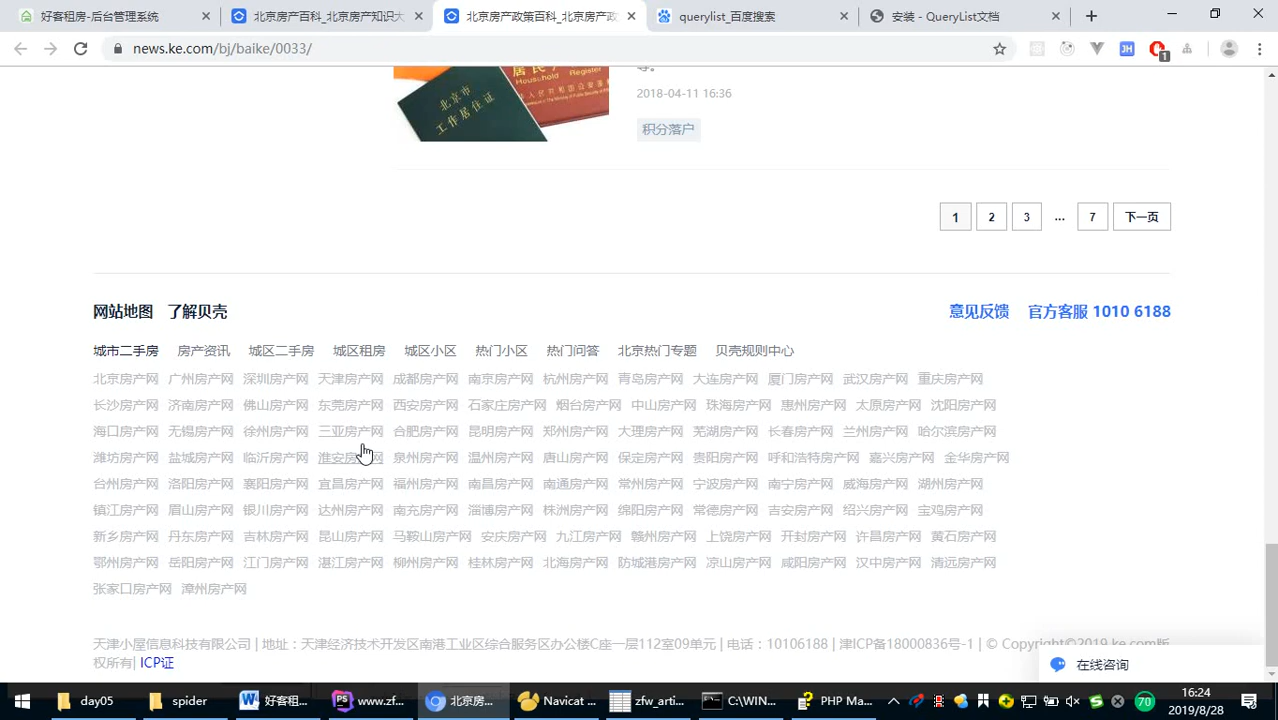 好客租房-后台管理系统
北京房产百科_北京房产知识大
北京房产政策百科_北京房产政
querylist_百度搜索
安装 - QueryList文档
news.ke.com/bj/baike/0033/
JH
1
北京市
工作居住证
居民户
Household Register
等。
2018-04-11 16:36
积分落户
1 2 3 ... 7 下一页
网站地图 了解贝壳
意见反馈 官方客服 1010 6188
城市二手房 房产资讯 城区二手房 城区租房 城区小区 热门小区 热门问答 北京热门专题 贝壳规则中心
北京房产网 广州房产网 深圳房产网 天津房产网 成都房产网 南京房产网 杭州房产网 青岛房产网 大连房产网 厦门房产网 武汉房产网 重庆房产网
长沙房产网 济南房产网 佛山房产网 东莞房产网 西安房产网 石家庄房产网 烟台房产网 中山房产网 珠海房产网 惠州房产网 太原房产网 沈阳房产网
海口房产网 无锡房产网 徐州房产网 三亚房产网 合肥房产网 昆明房产网 郑州房产网 大理房产网 芜湖房产网 长春房产网 兰州房产网 哈尔滨房产网
潍坊房产网 盐城房产网 临沂房产网 淮安房产网 泉州房产网 温州房产网 唐山房产网 保定房产网 贵阳房产网 呼和浩特房产网 嘉兴房产网 金华房产网
台州房产网 洛阳房产网 襄阳房产网 宜昌房产网 福州房产网 南昌房产网 南通房产网 常州房产网 宁波房产网 南宁房产网 威海房产网 湖州房产网
镇江房产网 眉山房产网 银川房产网 达州房产网 南充房产网 淄博房产网 株洲房产网 绵阳房产网 常德房产网 吉安房产网 绍兴房产网 宝鸡房产网
新乡房产网 丹东房产网 吉林房产网 昆山房产网 马鞍山房产网 安庆房产网 九江房产网 赣州房产网 上饶房产网 开封房产网 许昌房产网 黄石房产网
鄂州房产网 岳阳房产网 江门房产网 湛江房产网 柳州房产网 桂林房产网 北海房产网 防城港房产网 凉山房产网 咸阳房产网 汉中房产网 清远房产网
张家口房产网 漳州房产网
天津小屋信息科技有限公司 | 地址：天津经济技术开发区南港工业区综合服务区办公楼C座一层112室09单元 | 电话：10106188 | 津ICP备18000836号-1 | © Copyright©2019 ke.com版
权所有| ICP证
在线咨询
day05
spider
好客租...
www.zf...
北京房...
Navicat ...
zfw_arti...
C:\WIN...
PHP Ma...
70
16:24
2019/8/28